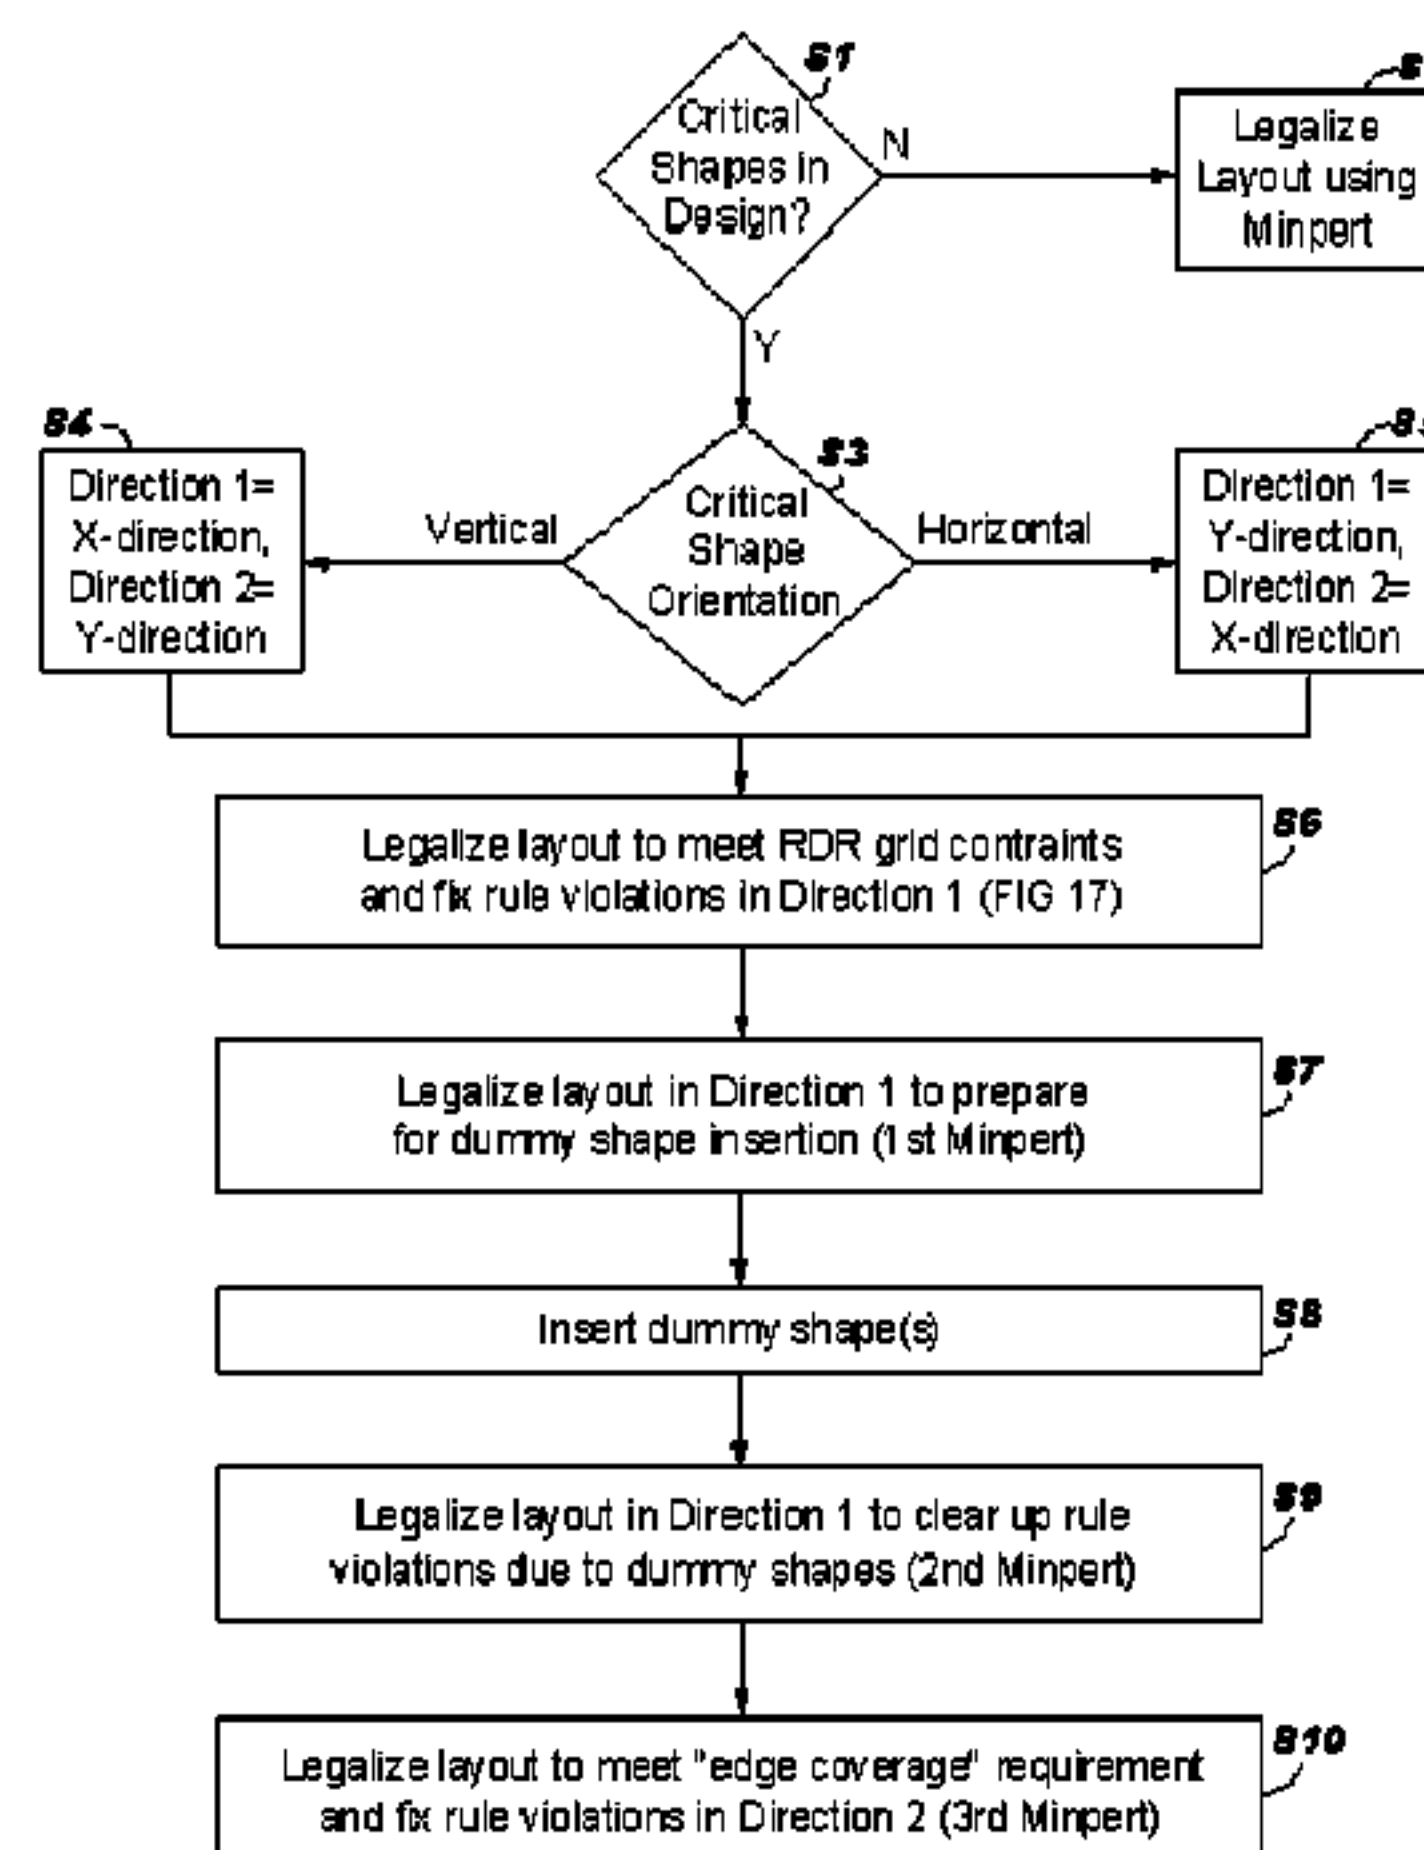 S1
Critical
Shapes in
Design?
N
Legalize
Layout using
Minpert
Y
S4
Direction 1=
X-direction,
Direction 2=
Y-direction
Vertical
S3
Critical
Shape
Orientation
Horizontal
Direction 1=
Y-direction,
Direction 2=
X-direction
Legalize layout to meet RDR grid contraints
and fix rule violations in Direction 1 (FIG 17)
S6
Legalize layout in Direction 1 to prepare
for dummy shape insertion (1st Minpert)
S7
Insert dummy shape(s)
S8
Legalize layout in Direction 1 to clear up rule
violations due to dummy shapes (2nd Minpert)
S9
Legalize layout to meet "edge coverage" requirement
and fix rule violations in Direction 2 (3rd Minpert)
S10